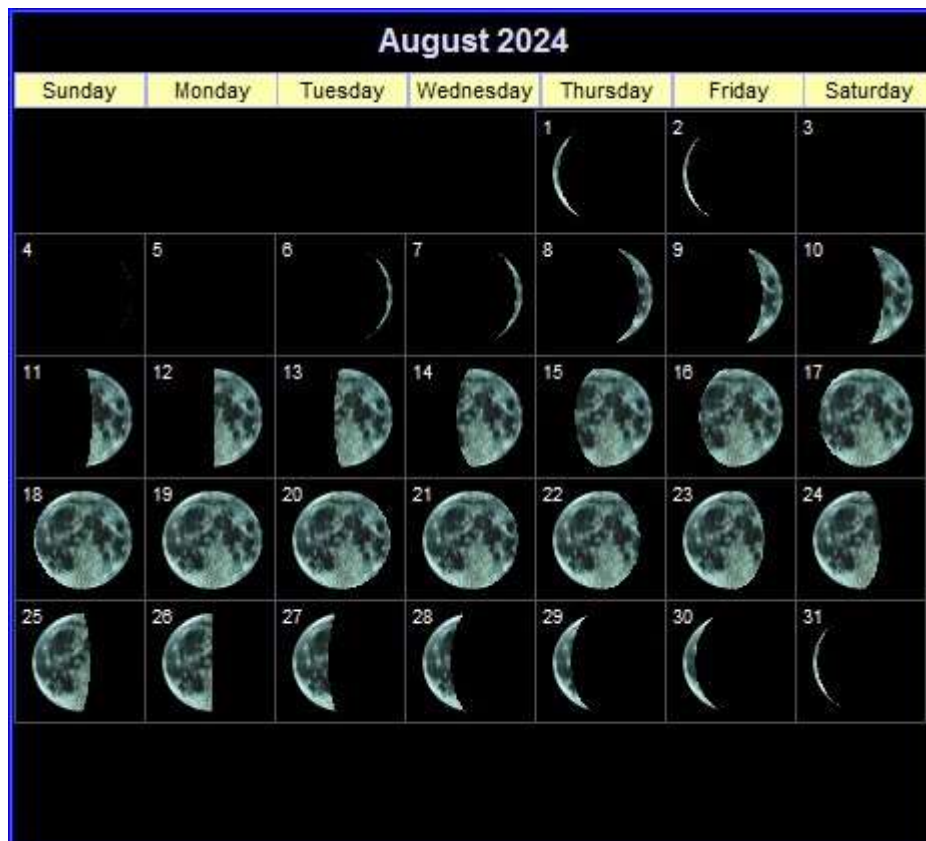 August 2024
Sunday Monday Tuesday Wednesday Thursday Friday Saturday
1 2 3
4 5 6 7 8 9 10
11 12 13 14 15 16 17
18 19 20 21 22 23 24
25 26 27 28 29 30 31